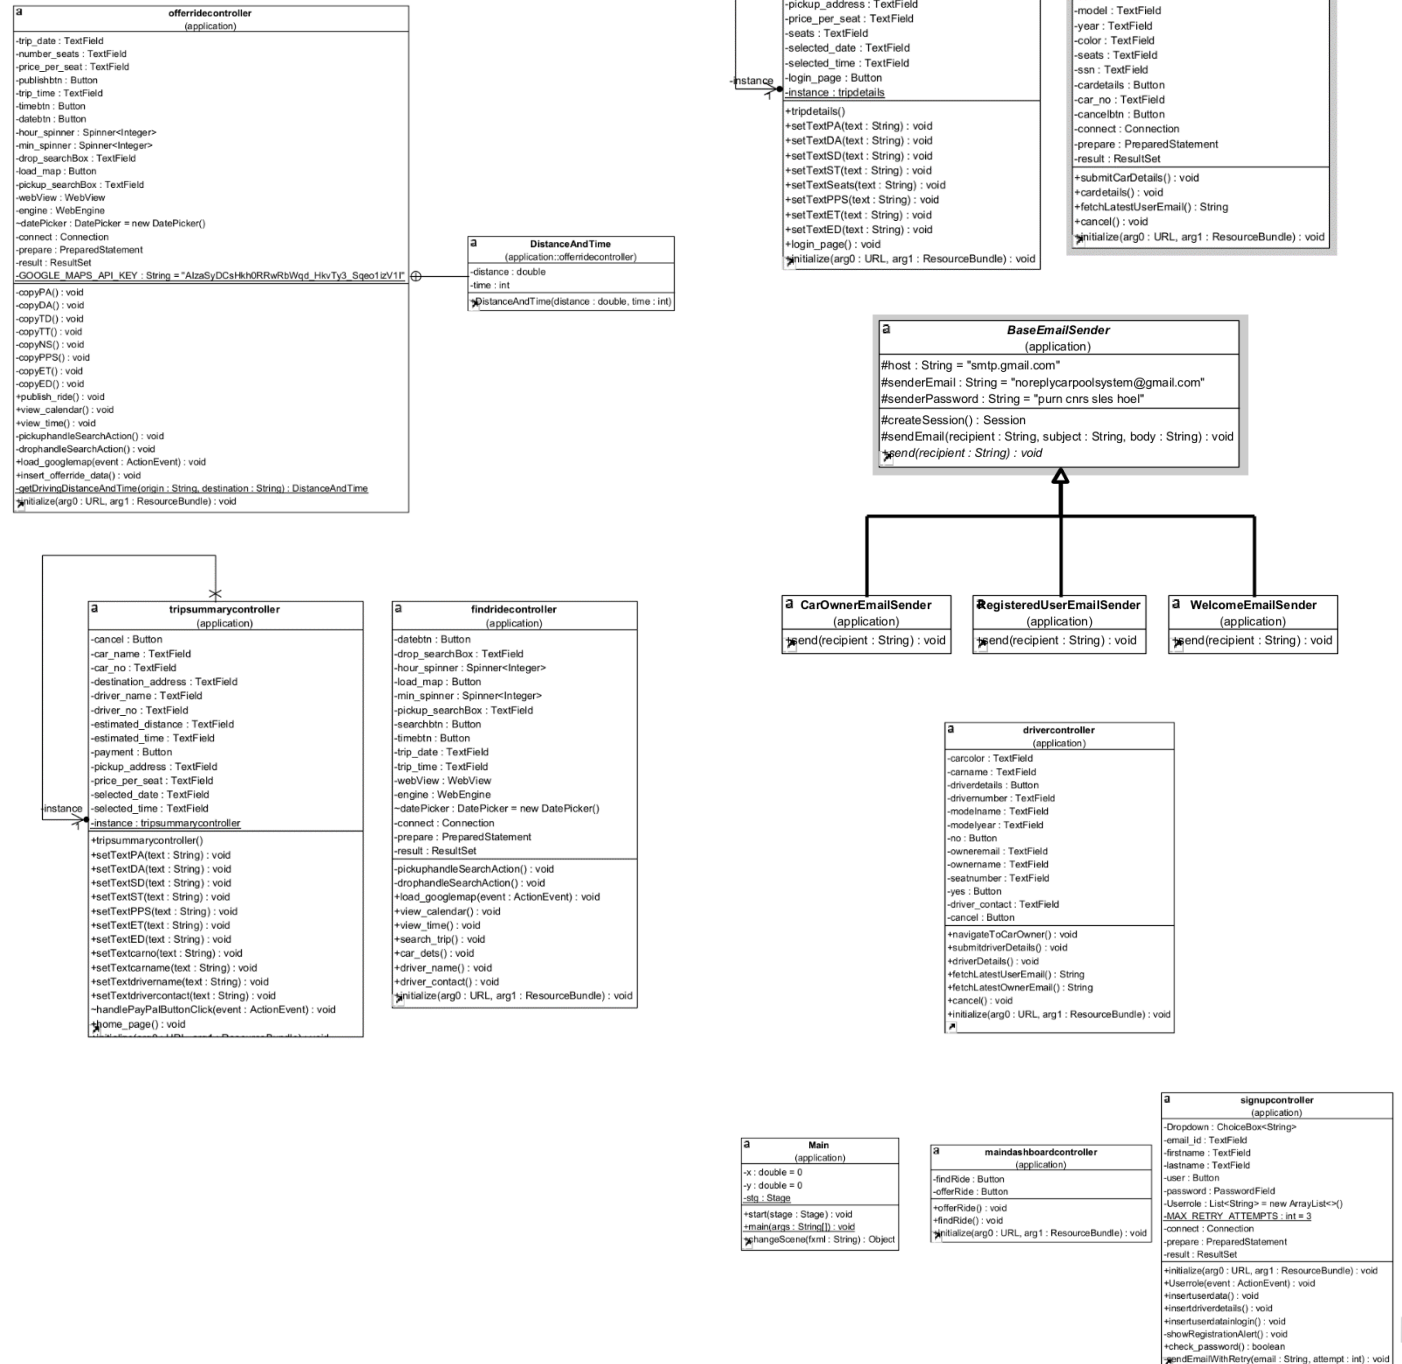 a
offerridecontroller
(application)
-trip_date : TextField
-number_seats : TextField
-price_per_seat : TextField
-publishbtn : Button
-trip_time : TextField
-timebtn : Button
-datebtn : Button
-hour_spinner : Spinner<Integer>
-min_spinner : Spinner<Integer>
-drop_searchBox : TextField
-load_map : Button
-pickup_searchBox : TextField
-webView : WebView
-engine : WebEngine
~datePicker : DatePicker = new DatePicker()
-connect : Connection
-prepare : PreparedStatement
-result : ResultSet
-GOOGLE_MAPS_API_KEY : String =
-copyPA() : void
-copyDA() : void
-copyTD() : void
-copyTT() : void
-copyNS() : void
-copyPPS() : void
-copyET() : void
-copyED() : void
+publish_ride() : void
+view_calendar() : void
+view_time() : void
-pickuphandleSearchAction() : void
-drophandleSearchAction() : void
+load_googlemap(event : ActionEvent) : void
+insert_offerride_data() : void
-getDrivingDistanceAndTime(origin : String, destination : String) : DistanceAndTime
+initialize(arg0 : URL, arg1 : ResourceBundle) : void
a
DistanceAndTime
(application::offerridecontroller)
-distance : double
-time : int
DistanceAndTime(distance : double, time : int)
-pickup_address : TextField
-price_per_seat : TextField
-seats : TextField
-selected_date : TextField
-selected_time : TextField
-login_page : Button
-instance : tripdetails
-instance
+tripdetails()
+setTextPA(text : String) : void
+setTextDA(text : String) : void
+setTextSD(text : String) : void
+setTextST(text : String) : void
+setTextSeats(text : String) : void
+setTextPPS(text : String) : void
+setTextET(text : String) : void
+setTextED(text : String) : void
+login_page() : void
+initialize(arg0 : URL, arg1 : ResourceBundle) : void
-model : TextField
-year : TextField
-color : TextField
-seats : TextField
-ssn : TextField
-cardetails : Button
-car_no : TextField
-cancelbtn : Button
-connect : Connection
-prepare : PreparedStatement
-result : ResultSet
+submitCarDetails() : void
+cardetails() : void
+fetchLatestUserEmail() : String
+cancel() : void
+initialize(arg0 : URL, arg1 : ResourceBundle) : void
a
BaseEmailSender
(application)
#host : String = "smtp.gmail.com"
#senderEmail : String = "noreplycarpoolsystem@gmail.com"
#senderPassword : String = "purn cnrs sles hoel"
#createSession() : Session
#sendEmail(recipient : String, subject : String, body : String) : void
+send(recipient : String) : void
a
CarOwnerEmailSender
(application)
+send(recipient : String) : void
RegisteredUserEmailSender
(application)
+send(recipient : String) : void
a
WelcomeEmailSender
(application)
+send(recipient : String) : void
a
tripsummarycontroller
(application)
-cancel : Button
-car_name : TextField
-car_no : TextField
-destination_address : TextField
-driver_name : TextField
-driver_no : TextField
-estimated_distance : TextField
-estimated_time : TextField
-payment : Button
-pickup_address : TextField
-price_per_seat : TextField
-selected_date : TextField
-selected_time : TextField
-instance : tripsummarycontroller
-instance
+tripsummarycontroller()
+setTextPA(text : String) : void
+setTextDA(text : String) : void
+setTextSD(text : String) : void
+setTextST(text : String) : void
+setTextPPS(text : String) : void
+setTextET(text : String) : void
+setTextED(text : String) : void
+setTextcarno(text : String) : void
+setTextcarname(text : String) : void
+setTextdrivername(text : String) : void
+setTextdrivercontact(text : String) : void
~handlePayPalButtonClick(event : ActionEvent) : void
+home_page() : void
a
findridecontroller
(application)
-datebtn : Button
-drop_searchBox : TextField
-hour_spinner : Spinner<Integer>
-load_map : Button
-min_spinner : Spinner<Integer>
-pickup_searchBox : TextField
-searchbtn : Button
-timebtn : Button
-trip_date : TextField
-trip_time : TextField
-webView : WebView
-engine : WebEngine
~datePicker : DatePicker = new DatePicker()
-connect : Connection
-prepare : PreparedStatement
-result : ResultSet
-pickuphandleSearchAction() : void
-drophandleSearchAction() : void
+load_googlemap(event : ActionEvent) : void
+view_calendar() : void
+view_time() : void
+search_trip() : void
+car_dets() : void
+driver_name() : void
+driver_contact() : void
+initialize(arg0 : URL, arg1 : ResourceBundle) : void
a
drivercontroller
(application)
-carcolor : TextField
-carname : TextField
-driverdetails : Button
-drivernumber : TextField
-modelname : TextField
-modelyear : TextField
-no : Button
-owneremail : TextField
-ownername : TextField
-seatnumber : TextField
-yes : Button
-driver_contact : TextField
-cancel : Button
+navigateToCarOwner() : void
+submitdriverDetails() : void
+driverDetails() : void
+fetchLatestUserEmail() : String
+fetchLatestOwnerEmail() : String
+cancel() : void
+initialize(arg0 : URL, arg1 : ResourceBundle) : void
a
Main
(application)
-x : double = 0
-y : double = 0
-stg : Stage
+start(stage : Stage) : void
+main(args : String[]) : void
+changeScene(fxml : String) : Object
a
maindashboardcontroller
(application)
-findRide : Button
-offerRide : Button
+offerRide() : void
+findRide() : void
+initialize(arg0 : URL, arg1 : ResourceBundle) : void
a
signupcontroller
(application)
-Dropdown : ChoiceBox<String>
-email_id : TextField
-firstname : TextField
-lastname : TextField
-user : Button
-password : PasswordField
-Userrole : List<String> = new ArrayList<>()
-MAX_RETRY_ATTEMPTS : int = 3
-connect : Connection
-prepare : PreparedStatement
-result : ResultSet
+initialize(arg0 : URL, arg1 : ResourceBundle) : void
+Userrole(event : ActionEvent) : void
+insertuserdata() : void
+insertdriverdetails() : void
+insertuserdatainlogin() : void
-showRegistrationAlert() : void
+check_password() : boolean
-sendEmailWithRetry(email : String, attempt : int) : void